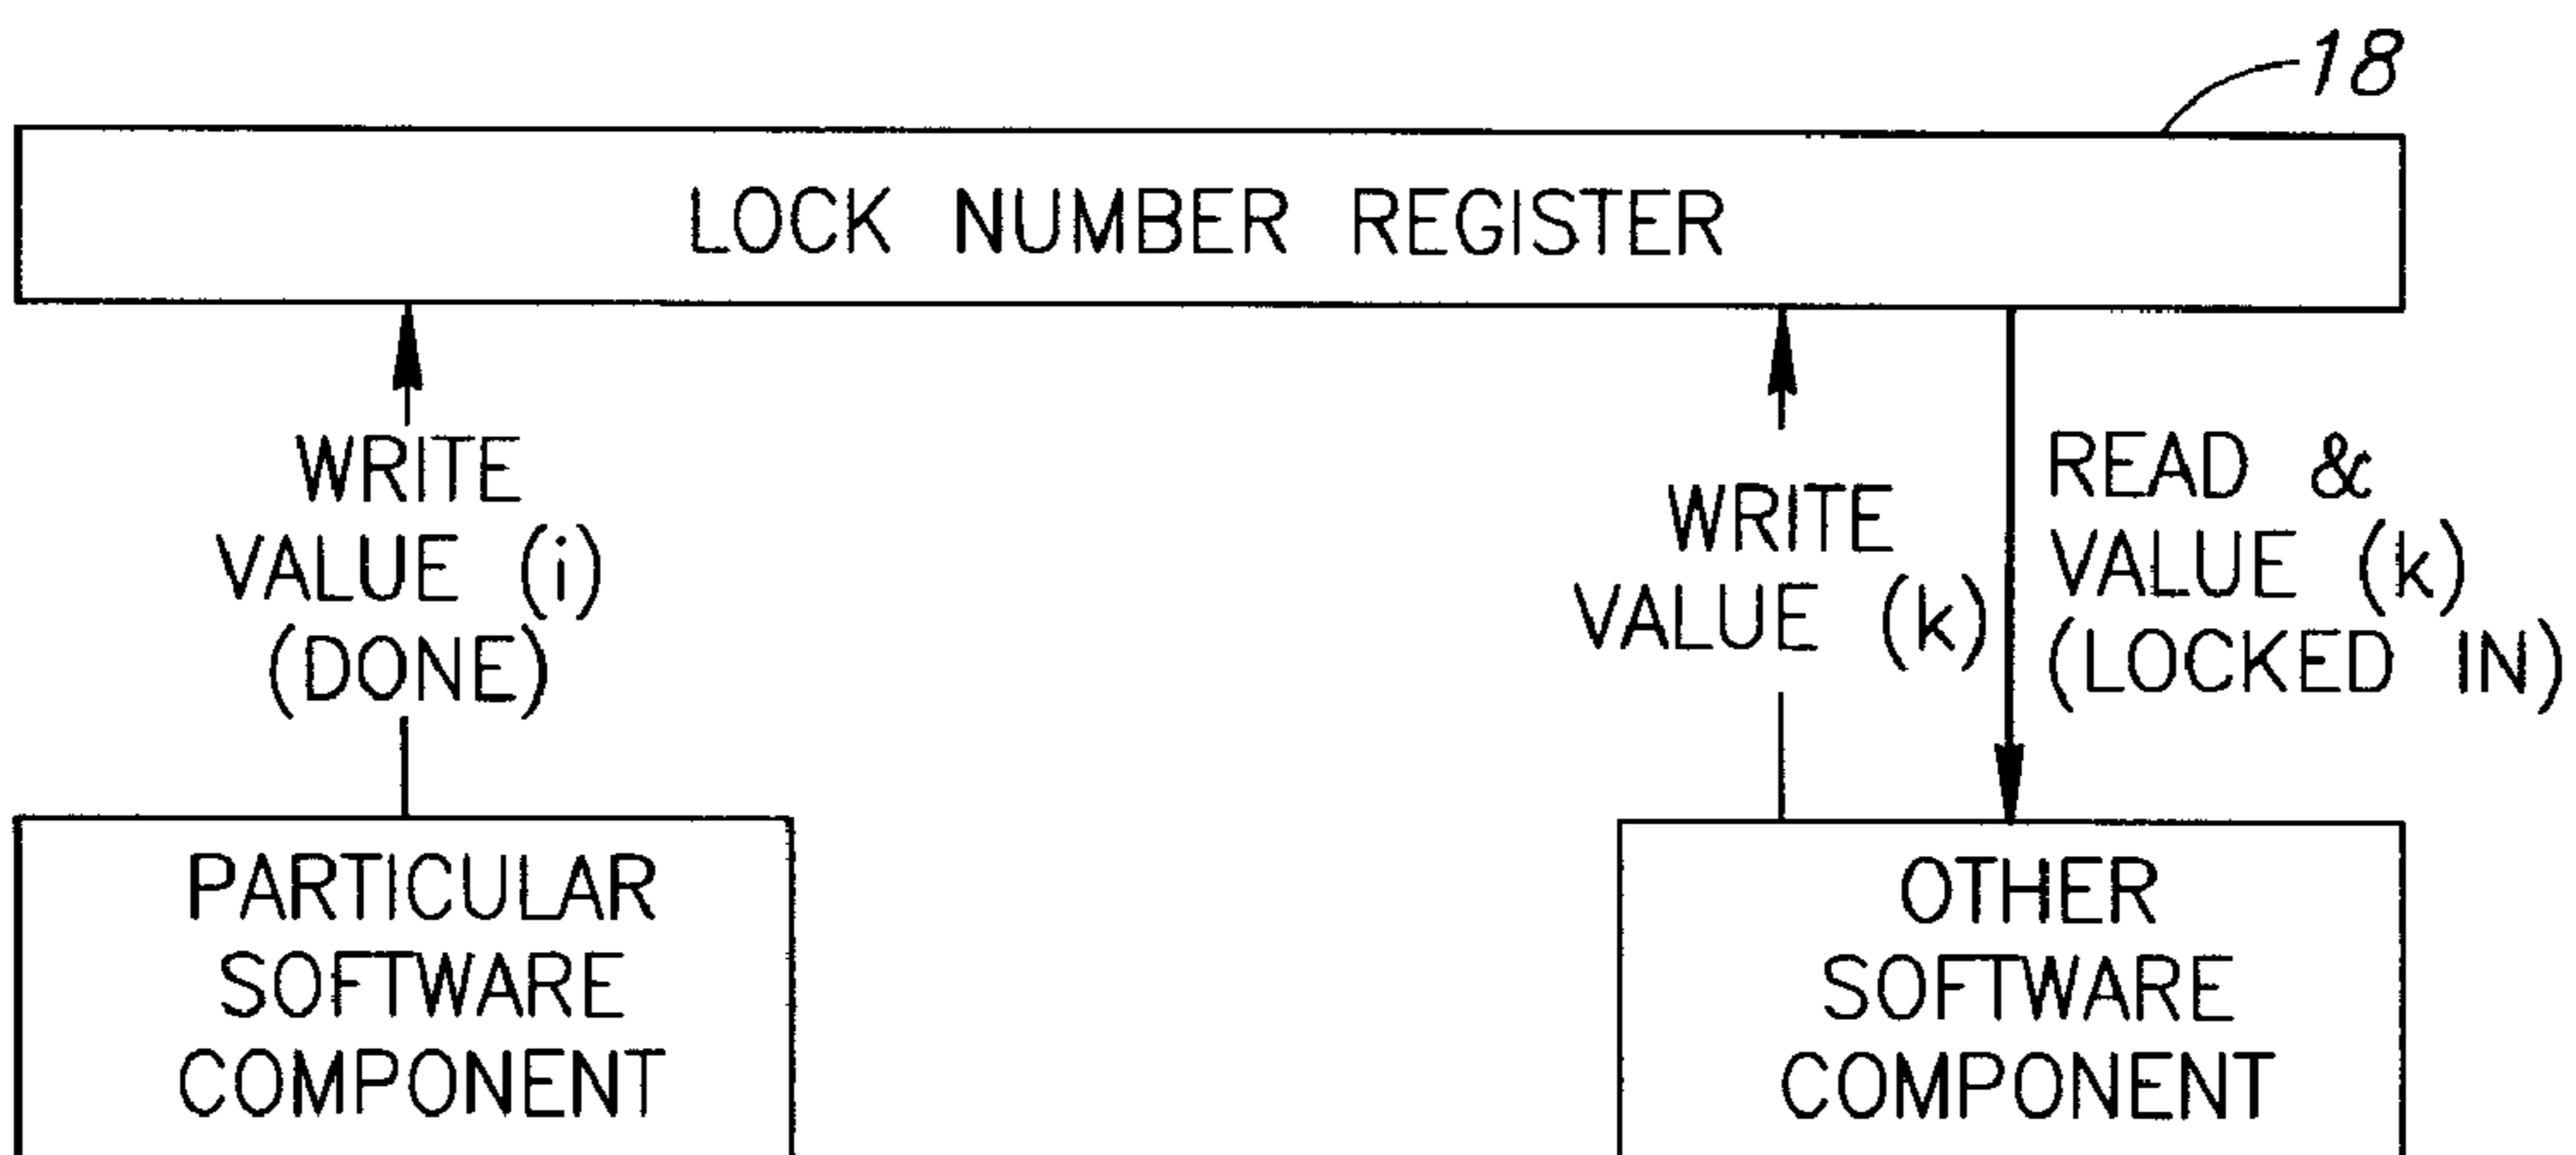 18
LOCK NUMBER REGISTER
WRITE
VALUE (i)
(DONE)
WRITE
VALUE (k)
READ &
VALUE (k)
(LOCKED IN)
PARTICULAR
SOFTWARE
COMPONENT
OTHER
SOFTWARE
COMPONENT